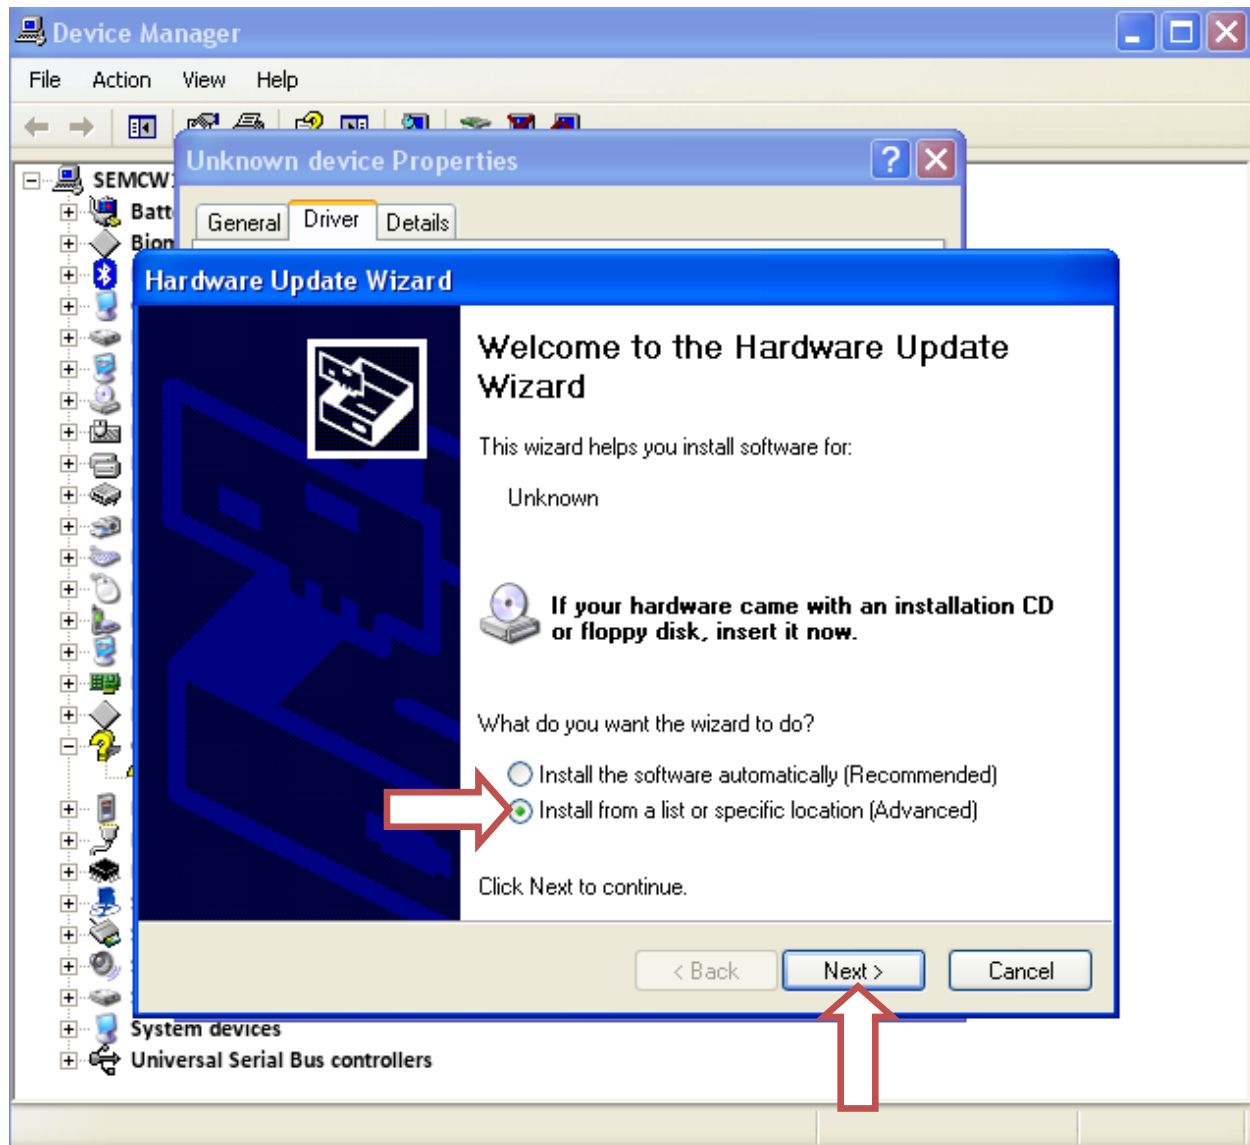 Device Manager
File Action View Help
Unknown device Properties
General Driver Details
SEMCW
Batt
Biom
Hardware Update Wizard
Welcome to the Hardware Update
Wizard
This wizard helps you install software for:
Unknown
If your hardware came with an installation CD
or floppy disk, insert it now.
What do you want the wizard to do?
Install the software automatically (Recommended)
Install from a list or specific location (Advanced)
Click Next to continue.
< Back Next > Cancel
System devices
Universal Serial Bus controllers